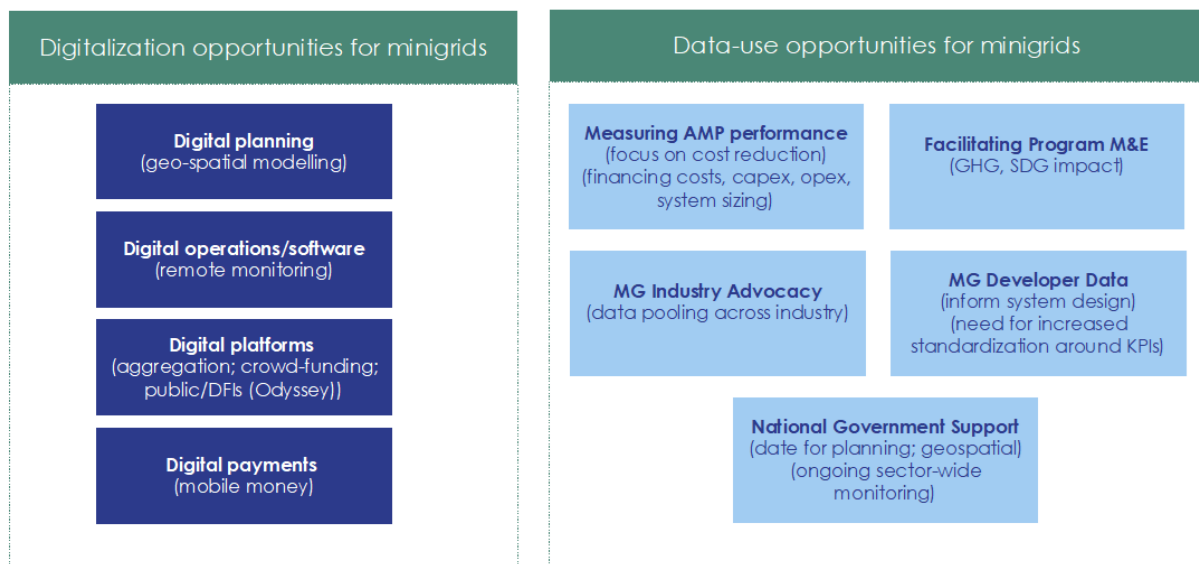 Digitalization opportunities for minigrids
Digital planning
(geo-spatial modelling)
Digital operations/software
(remote monitoring)
Digital platforms
(aggregation; crowd-funding;
public/DFIs (Odyssey))
Digital payments
(mobile money)
Data-use opportunities for minigrids
Measuring AMP performance
(focus on cost reduction)
(financing costs, capex, opex,
system sizing)
Facilitating Program M&E
(GHG, SDG impact)
MG Industry Advocacy
(data pooling across industry)
MG Developer Data
(inform system design)
(need for increased
standardization around KPIs)
National Government Support
(date for planning; geospatial)
(ongoing sector-wide
monitoring)